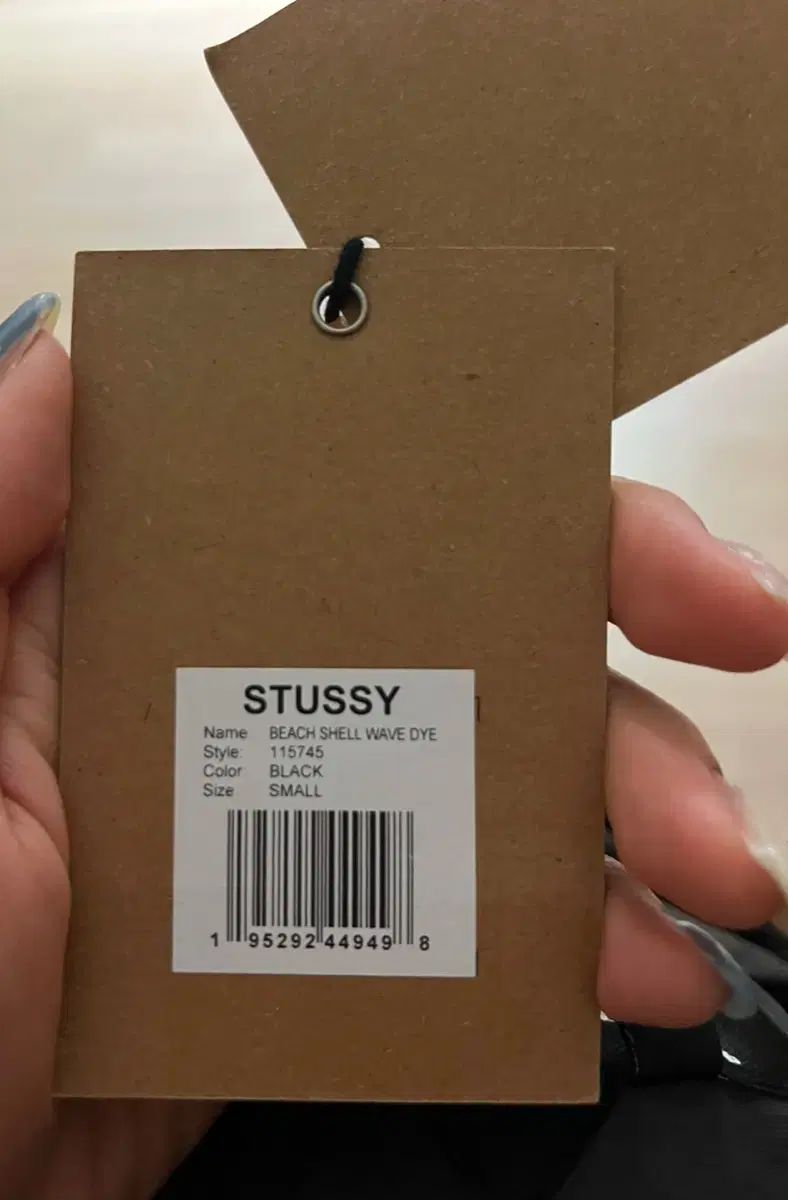 STUSSY
Name BEACH SHELL WAVE DYE
Style: 115745
Color BLACK
Size SMALL
1 95292 44949 8